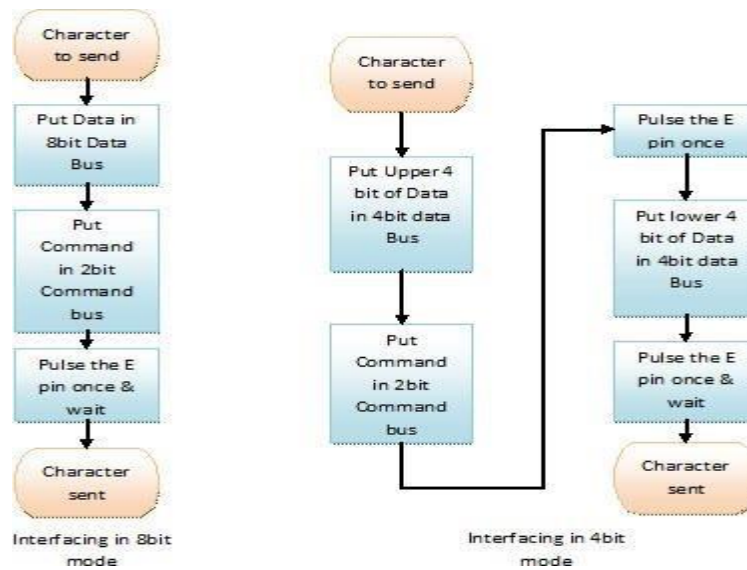 Character
to send
Put Data in
8bit Data
Bus
Put
Command
in 2bit
Command
bus
Pulse the E
pin once &
wait
Character
sent
Interfacing in 8bit
mode
Character
to send
Put Upper 4
bit of Data
in 4bit data
Bus
Put
Command
in 2bit
Command
bus
Pulse the E
pin once
Put lower 4
bit of Data
in 4bit data
Bus
Pulse the E
pin once &
wait
Character
sent
Interfacing in 4bit
mode